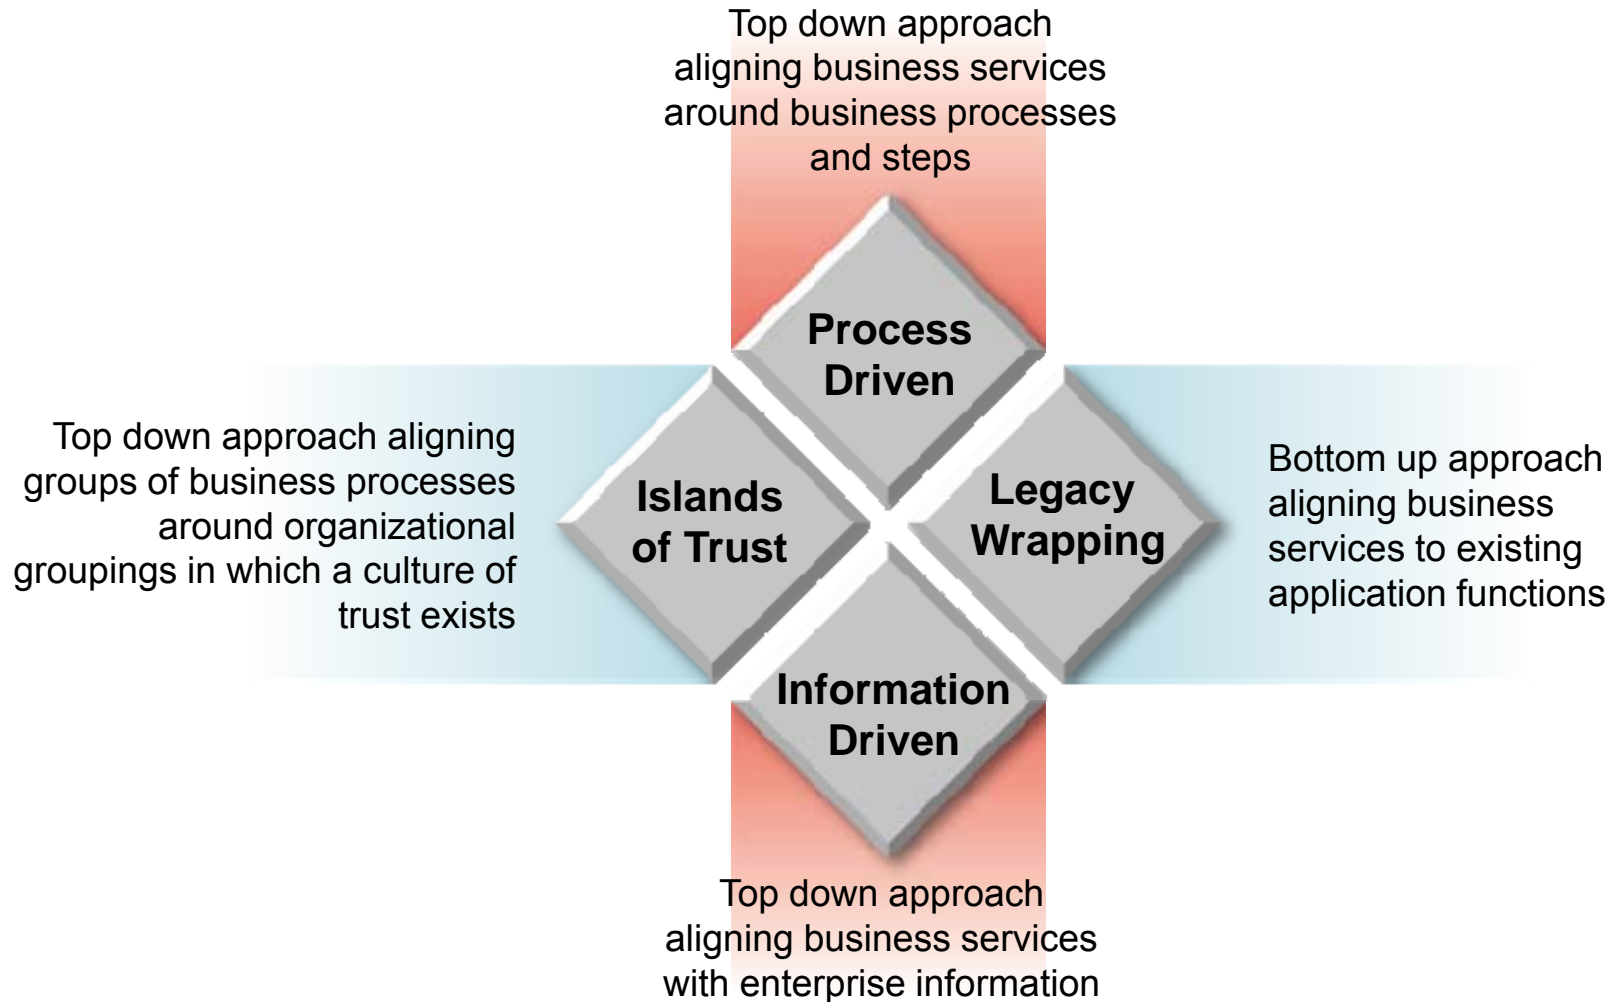 Top down approach
aligning business services
around business processes
and steps
Process
Driven
Top down approach aligning
groups of business processes
around organizational
groupings in which a culture of
trust exists
Islands
of Trust
Legacy
Wrapping
Bottom up approach
aligning business
services to existing
application functions
Information
Driven
Top down approach
aligning business services
with enterprise information